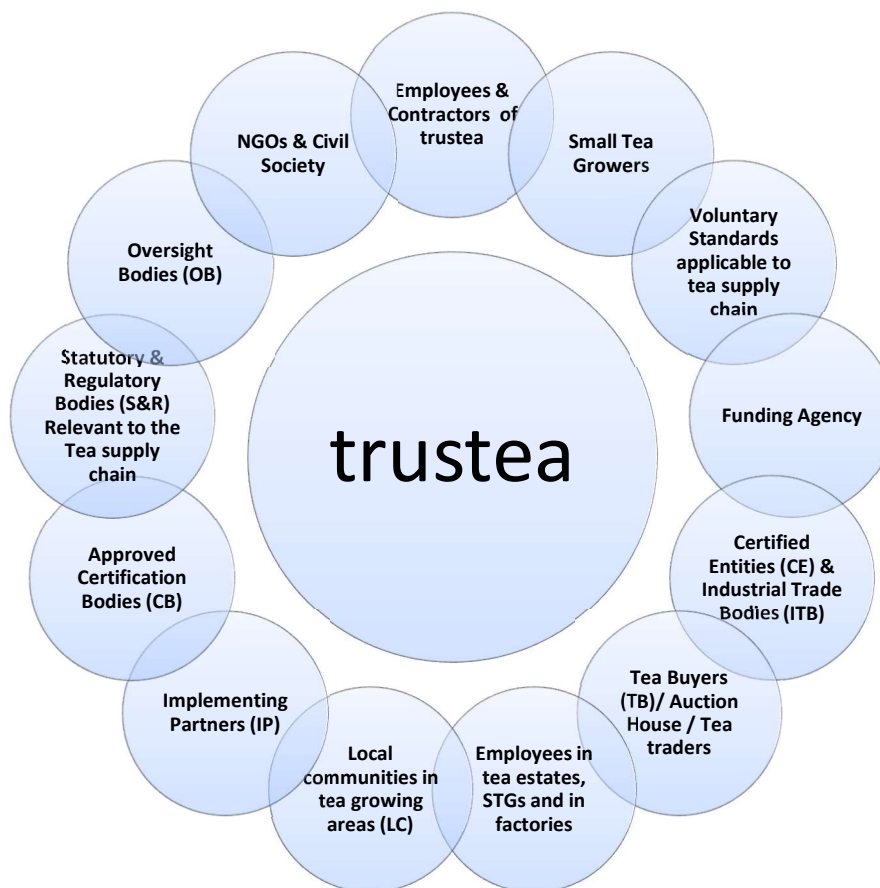 Employees &
Contractors of
trustea
Small Tea
Growers
Voluntary
Standards
applicable to
tea supply
chain
Funding Agency
Certified
Entities (CE) &
Industrial Trade
Bodies (ITB)
Tea Buyers
(TB)/ Auction
House / Tea
traders
Employees in
tea estates,
STGs and in
factories
Local
communities in
tea growing
areas (LC)
Implementing
Partners (IP)
Approved
Certification
Bodies (CB)
Statutory &
Regulatory
Bodies (S&R)
Relevant to the
Tea supply
chain
Oversight
Bodies (OB)
NGOs & Civil
Society
trustea